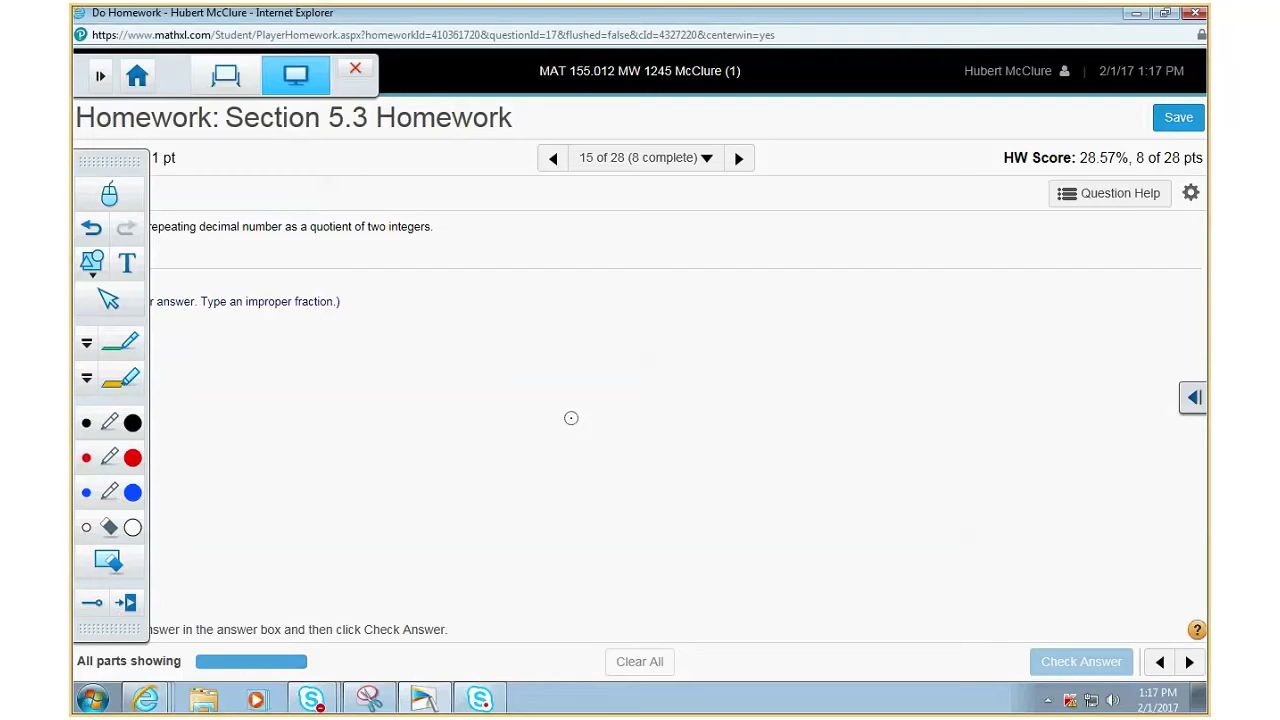 Do Homework - Hubert McClure - Internet Explorer
https://www.mathxl.com/Student/PlayerHomework.aspx?homeworkId=410361720&questionId=17&flushed=false&cId=4327220&centerwin=yes
MAT 155.012 MW 1245 McClure (1)
Hubert McClure | 2/1/17 1:17 PM
Homework: Section 5.3 Homework
Save
1 pt
15 of 28 (8 complete)
HW Score: 28.57%, 8 of 28 pts
Question Help
repeating decimal number as a quotient of two integers.
T
r answer. Type an improper fraction.)
swer in the answer box and then click Check Answer.
?
All parts showing
Clear All
Check Answer
1:17 PM
2/1/2017